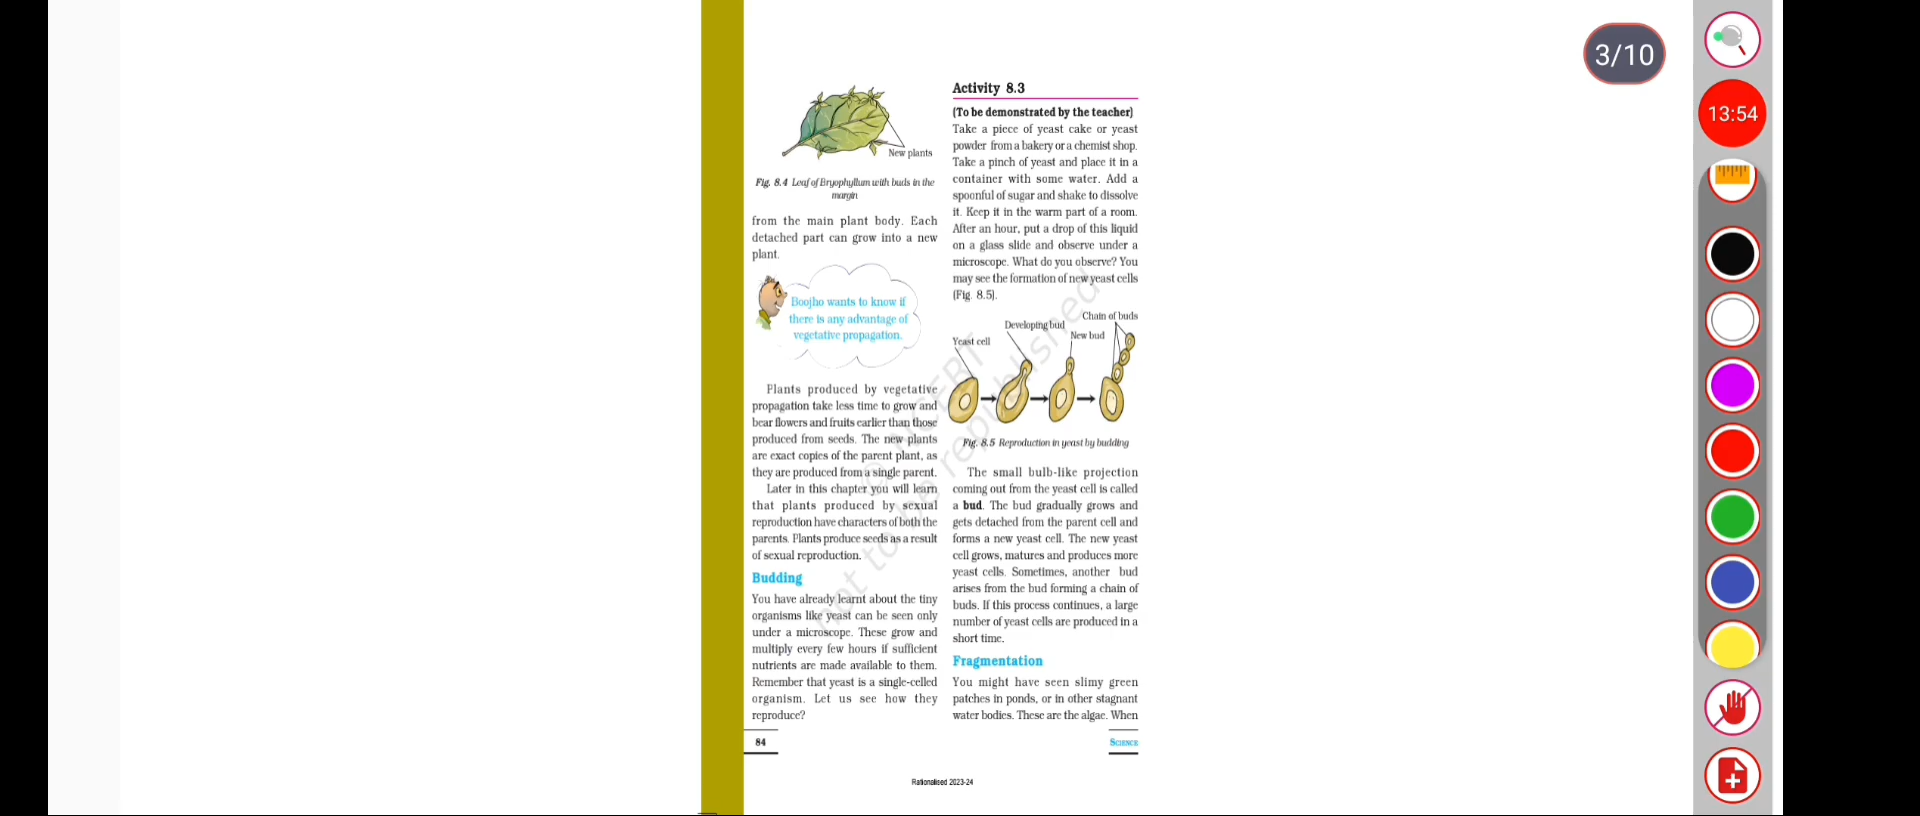 3/10
13:54
New plants
Fig. 8.4 Leaf of Bryophyllum with buds in the
margin
from the main plant body. Each
detached part can grow into a new
plant.
Boojho wants to know if
there is any advantage of
vegetative propagation.
Plants produced by vegetative
propagation take less time to grow and
bear flowers and fruits earlier than those
produced from seeds. The new plants
are exact copies of the parent plant, as
they are produced from a single parent.
Later in this chapter you will learn
that plants produced by sexual
reproduction have characters of both the
parents. Plants produce seeds as a result
of sexual reproduction.
Budding
You have already learnt about the tiny
organisms like yeast can be seen only
under a microscope. These grow and
multiply every few hours if sufficient
nutrients are made available to them.
Remember that yeast is a single-celled
organism. Let us see how they
reproduce?
Activity 8.3
(To be demonstrated by the teacher)
Take a piece of yeast cake or yeast
powder from a bakery or a chemist shop.
Take a pinch of yeast and place it in a
container with some water. Add a
spoonful of sugar and shake to dissolve
it. Keep it in the warm part of a room.
After an hour, put a drop of this liquid
on a glass slide and observe under a
microscope. What do you observe? You
may see the formation of new yeast cells
(Fig. 8.5).
Chain of buds
Developing bud
New bud
Yeast cell
Fig. 8.5 Reproduction in yeast by budding
The small bulb-like projection
coming out from the yeast cell is called
a bud. The bud gradually grows and
gets detached from the parent cell and
forms a new yeast cell. The new yeast
cell grows, matures and produces more
yeast cells. Sometimes, another bud
arises from the bud forming a chain of
buds. If this process continues, a large
number of yeast cells are produced in a
short time.
Fragmentation
You might have seen slimy green
patches in ponds, or in other stagnant
water bodies. These are the algae. When
© NCERT
not to be republished
84
SCIENCE
Rationalised 2023-24